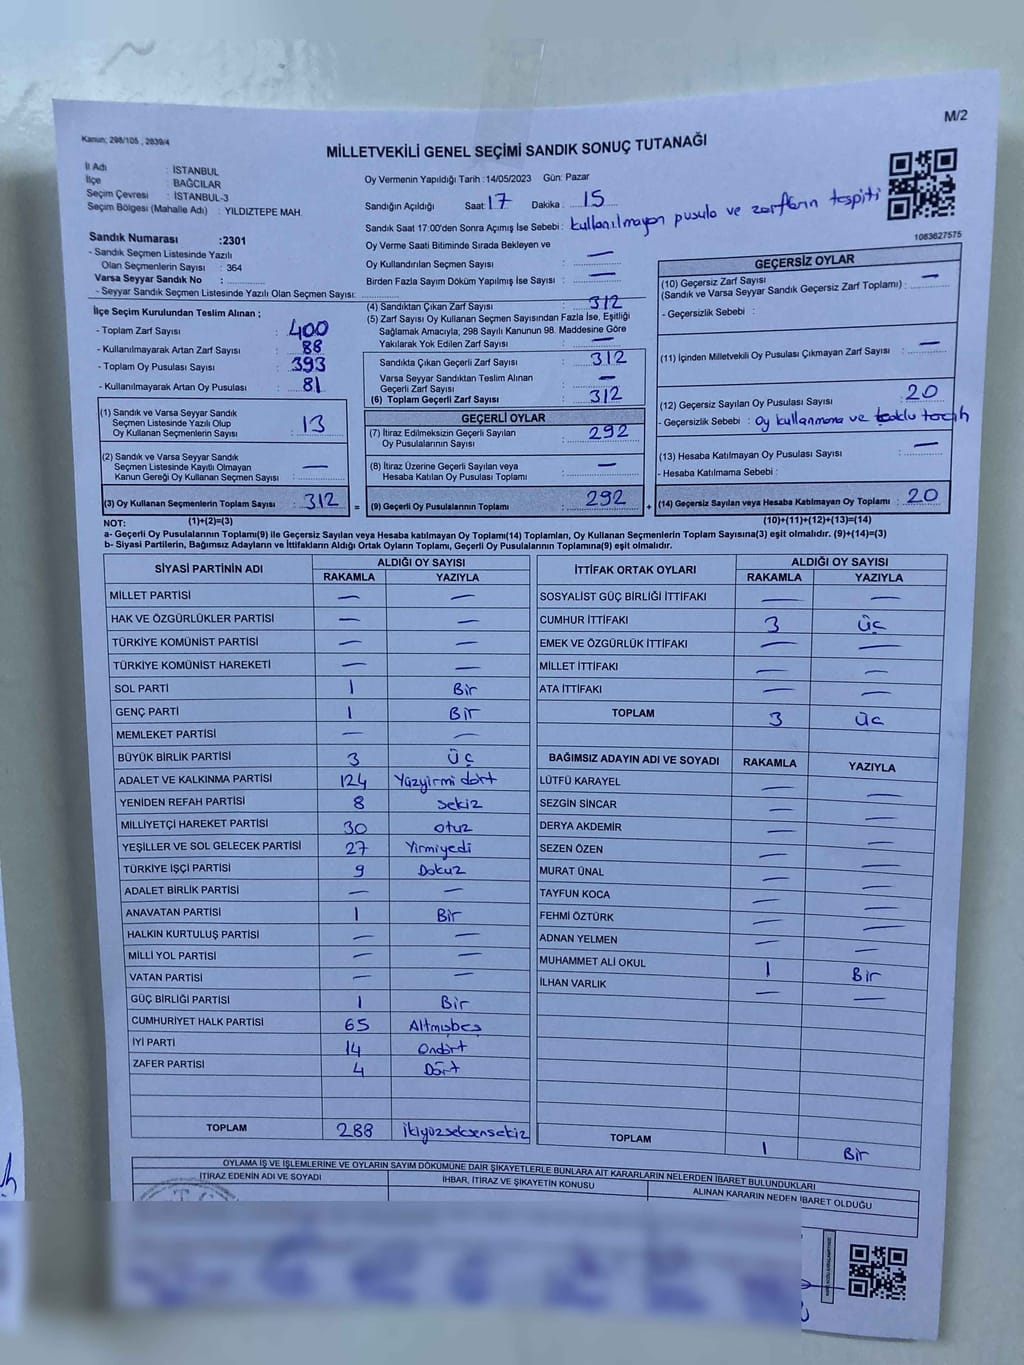 M/2
Kanun; 298/105 , 2839/4
MİLLETVEKİLİ GENEL SEÇİMİ SANDIK SONUÇ TUTANAĞI
İl Adı : İSTANBUL
İlçe : BAĞCILAR
Seçim Çevresi : İSTANBUL-3
Seçim Bölgesi (Mahalle Adı) : YILDIZTEPE MAH.
Sandık Numarası :2301
- Sandık Seçmen Listesinde Yazılı
Olan Seçmenlerin Sayısı : 364
Varsa Seyyar Sandık No :
- Seyyar Sandık Seçmen Listesinde Yazılı Olan Seçmen Sayısı:
Oy Vermenin Yapıldığı Tarih :14/05/2023 Gün: Pazar
Sandığın Açıldığı Saat: 17 Dakika : 15
Sandık Saat 17:00'den Sonra Açımış İse Sebebi : kullanılmayan pusula ve zarfların tespiti
Oy Verme Saati Bitiminde Sırada Bekleyen ve
Oy Kullandırılan Seçmen Sayısı : —
Birden Fazla Sayım Döküm Yapılmış İse Sayısı : —
1063627575
İlçe Seçim Kurulundan Teslim Alınan ;
- Toplam Zarf Sayısı : 400
- Kullanılmayarak Artan Zarf Sayısı : 88
- Toplam Oy Pusulası Sayısı : 393
- Kullanılmayarak Artan Oy Pusulası : 81
(4) Sandıktan Çıkan Zarf Sayısı : 312
(5) Zarf Sayısı Oy Kullanan Seçmen Sayısından Fazla İse, Eşitliği
Sağlamak Amacıyla; 298 Sayılı Kanunun 98. Maddesine Göre
Yakılarak Yok Edilen Zarf Sayısı : —
Sandıkta Çıkan Geçerli Zarf Sayısı : 312
Varsa Seyyar Sandıktan Teslim Alınan
Geçerli Zarf Sayısı : —
(6) Toplam Geçerli Zarf Sayısı : 312
GEÇERSİZ OYLAR
(10) Geçersiz Zarf Sayısı
(Sandık ve Varsa Seyyar Sandık Geçersiz Zarf Toplamı) : —
- Geçersizlik Sebebi :
(11) İçinden Milletvekili Oy Pusulası Çıkmayan Zarf Sayısı : —
(12) Geçersiz Sayılan Oy Pusulası Sayısı : 20
- Geçersizlik Sebebi : oy kullanmama ve çoklu tercih
(13) Hesaba Katılmayan Oy Pusulası Sayısı : —
- Hesaba Katılmama Sebebi :
(14) Geçersiz Sayılan veya Hesaba Katılmayan Oy Toplamı : 20
(10)+(11)+(12)+(13)=(14)
(1) Sandık ve Varsa Seyyar Sandık
Seçmen Listesinde Yazılı Olup
Oy Kullanan Seçmenlerin Sayısı : 13
(2) Sandık ve Varsa Seyyar Sandık
Seçmen Listesinde Kayıtlı Olmayan
Kanun Gereği Oy Kullanan Seçmen Sayısı : —
(3) Oy Kullanan Seçmenlerin Toplam Sayısı : 312 =
(1)+(2)=(3)
GEÇERLİ OYLAR
(7) İtiraz Edilmeksizin Geçerli Sayılan
Oy Pusulalarının Sayısı : 292
(8) İtiraz Üzerine Geçerli Sayılan veya
Hesaba Katılan Oy Pusulası Toplamı : —
(9) Geçerli Oy Pusulalarının Toplamı : 292 +
NOT:
a- Geçerli Oy Pusulalarının Toplamı(9) ile Geçersiz Sayılan veya Hesaba katılmayan Oy Toplamı(14) Toplamları, Oy Kullanan Seçmenlerin Toplam Sayısına(3) eşit olmalıdır. (9)+(14)=(3)
b- Siyasi Partilerin, Bağımsız Adayların ve İttifakların Aldığı Ortak Oyların Toplamı, Geçerli Oy Pusulalarının Toplamına(9) eşit olmalıdır.
SİYASİ PARTİNİN ADI ALDIĞI OY SAYISI
RAKAMLA YAZIYLA
MİLLET PARTİSİ — —
HAK VE ÖZGÜRLÜKLER PARTİSİ — —
TÜRKİYE KOMÜNİST PARTİSİ — —
TÜRKİYE KOMÜNİST HAREKETİ — —
SOL PARTİ 1 Bir
GENÇ PARTİ 1 Bir
MEMLEKET PARTİSİ — —
BÜYÜK BİRLİK PARTİSİ 3 Üç
ADALET VE KALKINMA PARTİSİ 124 Yüzyirmi dört
YENİDEN REFAH PARTİSİ 8 sekiz
MİLLİYETÇİ HAREKET PARTİSİ 30 otuz
YEŞİLLER VE SOL GELECEK PARTİSİ 27 Yirmiyedi
TÜRKİYE İŞÇİ PARTİSİ 9 Dokuz
ADALET BİRLİK PARTİSİ — —
ANAVATAN PARTİSİ 1 Bir
HALKIN KURTULUŞ PARTİSİ — —
MİLLİ YOL PARTİSİ — —
VATAN PARTİSİ — —
GÜÇ BİRLİĞİ PARTİSİ 1 Bir
CUMHURİYET HALK PARTİSİ 65 Altmışbeş
İYİ PARTİ 14 Ondört
ZAFER PARTİSİ 4 Dört
TOPLAM 288 İkiyüzseksensekiz
İTTİFAK ORTAK OYLARI ALDIĞI OY SAYISI
RAKAMLA YAZIYLA
SOSYALİST GÜÇ BİRLİĞİ İTTİFAKI — —
CUMHUR İTTİFAKI 3 Üç
EMEK VE ÖZGÜRLÜK İTTİFAKI — —
MİLLET İTTİFAKI — —
ATA İTTİFAKI — —
TOPLAM 3 Üç
BAĞIMSIZ ADAYIN ADI VE SOYADI RAKAMLA YAZIYLA
LÜTFÜ KARAYEL — —
SEZGİN SİNCAR — —
DERYA AKDEMİR — —
SEZEN ÖZEN — —
MURAT ÜNAL — —
TAYFUN KOCA — —
FEHMİ ÖZTÜRK — —
ADNAN YELMEN — —
MUHAMMET ALİ OKUL 1 Bir
İLHAN VARLIK — —
TOPLAM 1 Bir
OYLAMA İŞ VE İŞLEMLERİNE VE OYLARIN SAYIM DÖKÜMÜNE DAİR ŞİKAYETLERLE BUNLARA AİT KARARLARIN NELERDEN İBARET BULUNDUKLARI
İTİRAZ EDENİN ADI VE SOYADI İHBAR, İTİRAZ VE ŞİKAYETİN KONUSU ALINAN KARARIN NEDEN İBARET OLDUĞU
T.C.